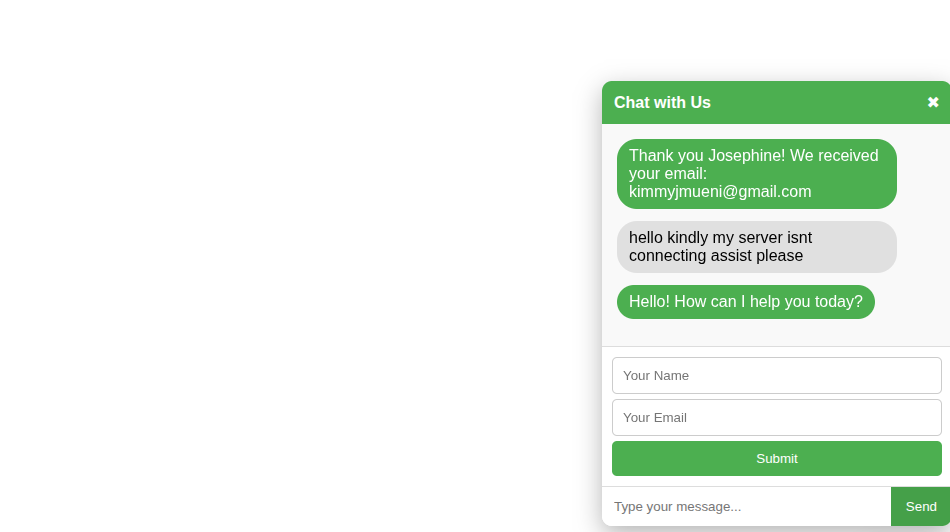 Chat with Us ✖
Thank you Josephine! We received
your email:
kimmyjmueni@gmail.com
hello kindly my server isnt
connecting assist please
Hello! How can I help you today?
Your Name
Your Email
Submit
Type your message... Send